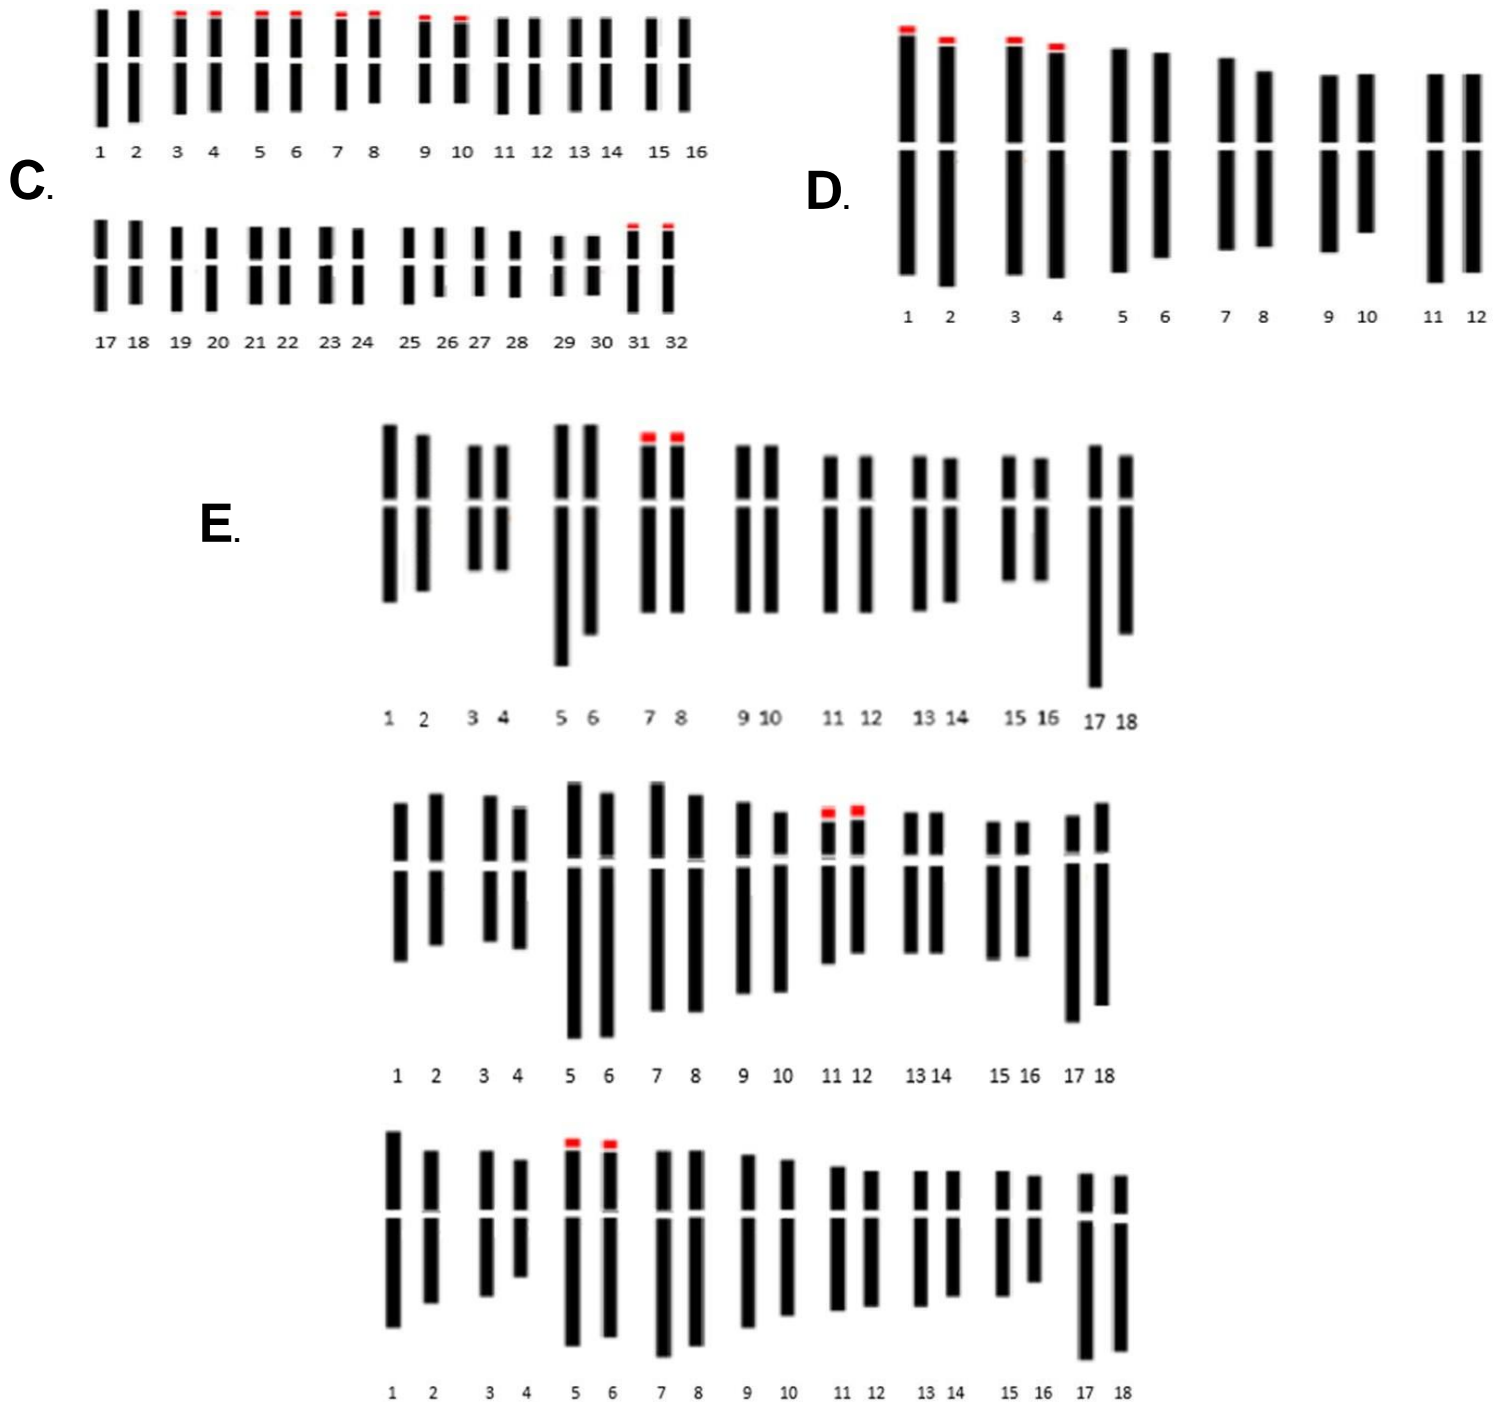 1 2 3 4 5 6 7 8 9 10 11 12 13 14 15 16
C.
17 18 19 20 21 22 23 24 25 26 27 28 29 30 31 32
D.
1 2 3 4 5 6 7 8 9 10 11 12
E.
1 2 3 4 5 6 7 8 9 10 11 12 13 14 15 16 17 18
1 2 3 4 5 6 7 8 9 10 11 12 13 14 15 16 17 18
1 2 3 4 5 6 7 8 9 10 11 12 13 14 15 16 17 18